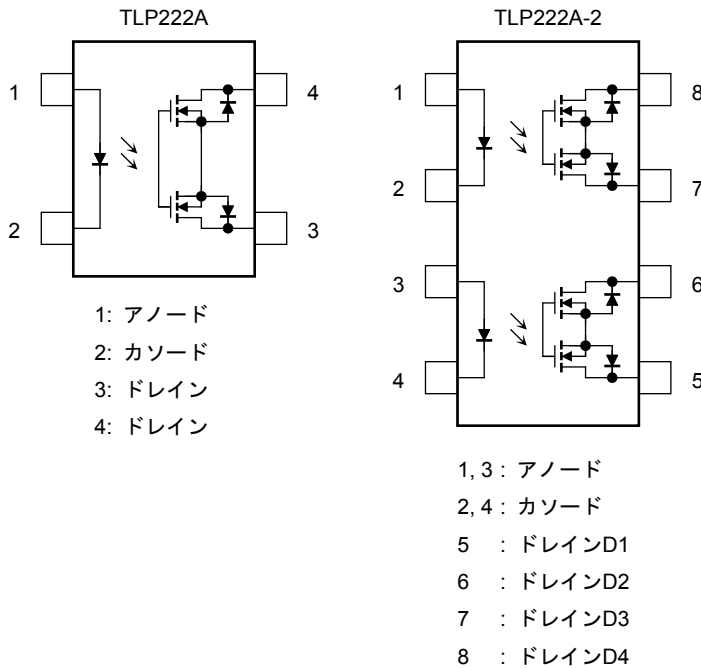 TLP222A
1
4
2
3
1: アノード
2: カソード
3: ドレイン
4: ドレイン
TLP222A-2
1
8
2
7
3
6
4
5
1, 3 : アノード
2, 4 : カソード
5 : ドレインD1
6 : ドレインD2
7 : ドレインD3
8 : ドレインD4